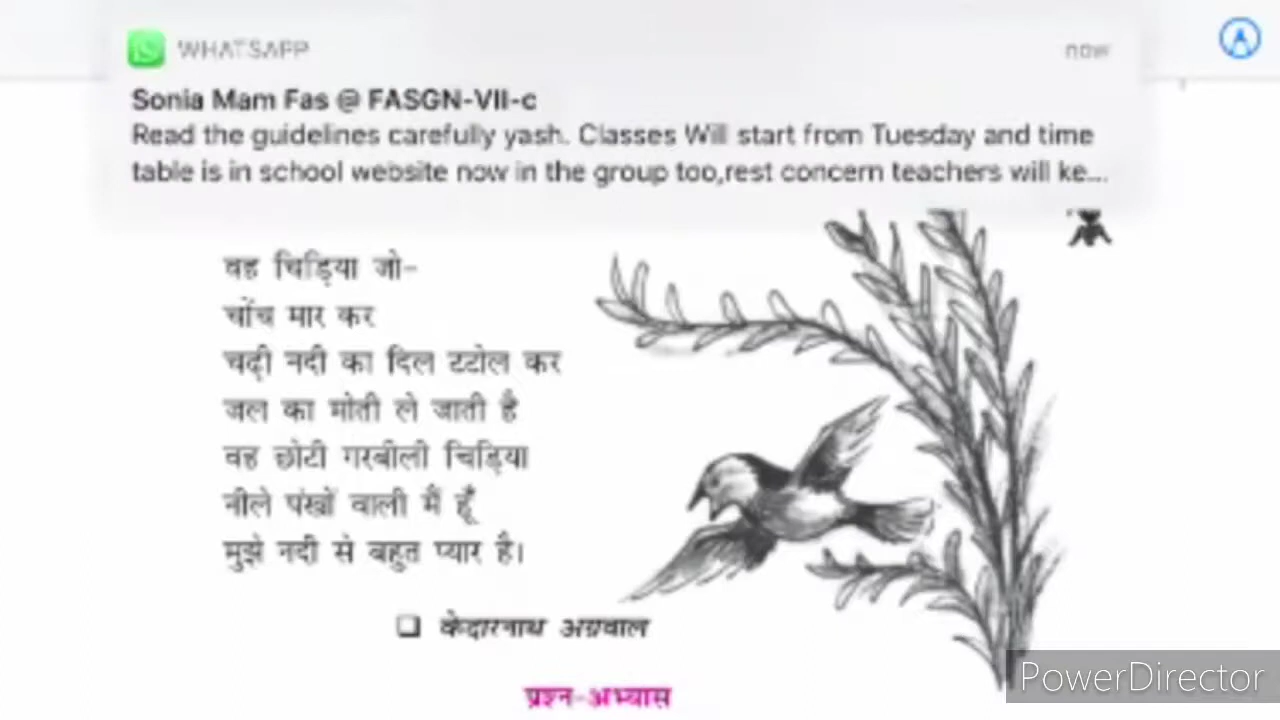 WHATSAPP
now
Sonia Mam Fas @ FASGN-VII-c
Read the guidelines carefully yash. Classes Will start from Tuesday and time
table is in school website now in the group too,rest concern teachers will ke...
वह चिड़िया जो-
चोंच मार कर
चढ़ी नदी का दिल टटोल कर
जल का मोती ले जाती है
वह छोटी गरबीली चिड़िया
नीले पंखों वाली मैं हूँ
मुझे नदी से बहुत प्यार है।
❑ केदारनाथ अग्रवाल
प्रश्न-अभ्यास
PowerDirector